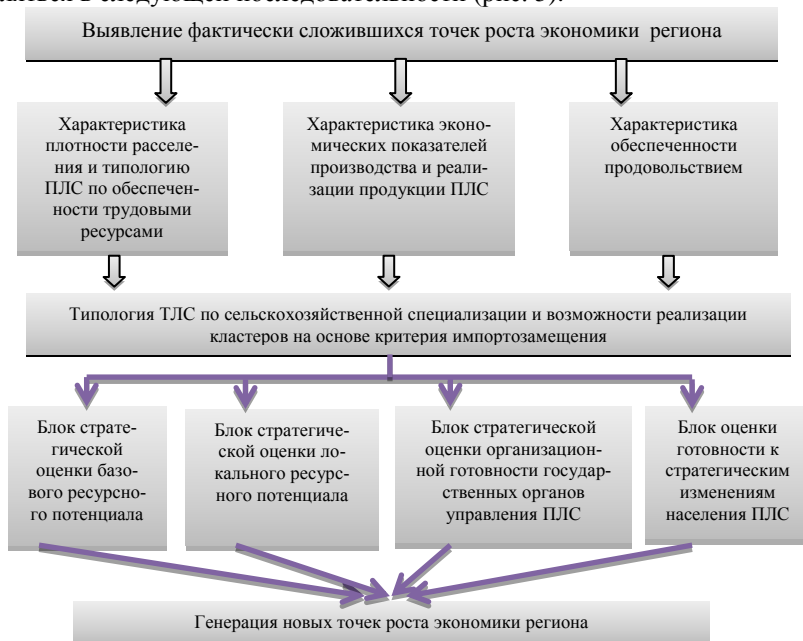 в следующей последовательности (рис. 3).
Выявление фактически сложившихся точек роста экономики региона
Характеристика
плотности расселе-
ния и типологию
ПЛС по обеспечен-
ности трудовыми
ресурсами
Характеристика эконо-
мических показателей
производства и реали-
зации продукции ПЛС
Характеристика
обеспеченности
продовольствием
Типология ТЛС по сельскохозяйственной специализации и возможности реализации
кластеров на основе критерия импортозамещения
Блок страте-
гической
оценки базо-
вого ресурсно-
го потенциала
Блок стратегиче-
ской оценки ло-
кального ресурс-
ного потенциала
Блок стратегической
оценки организацион-
ной готовности государ-
ственных органов
управления ПЛС
Блок оценки
готовности к
стратегическим
изменениям
населения ПЛС
Генерация новых точек роста экономики региона